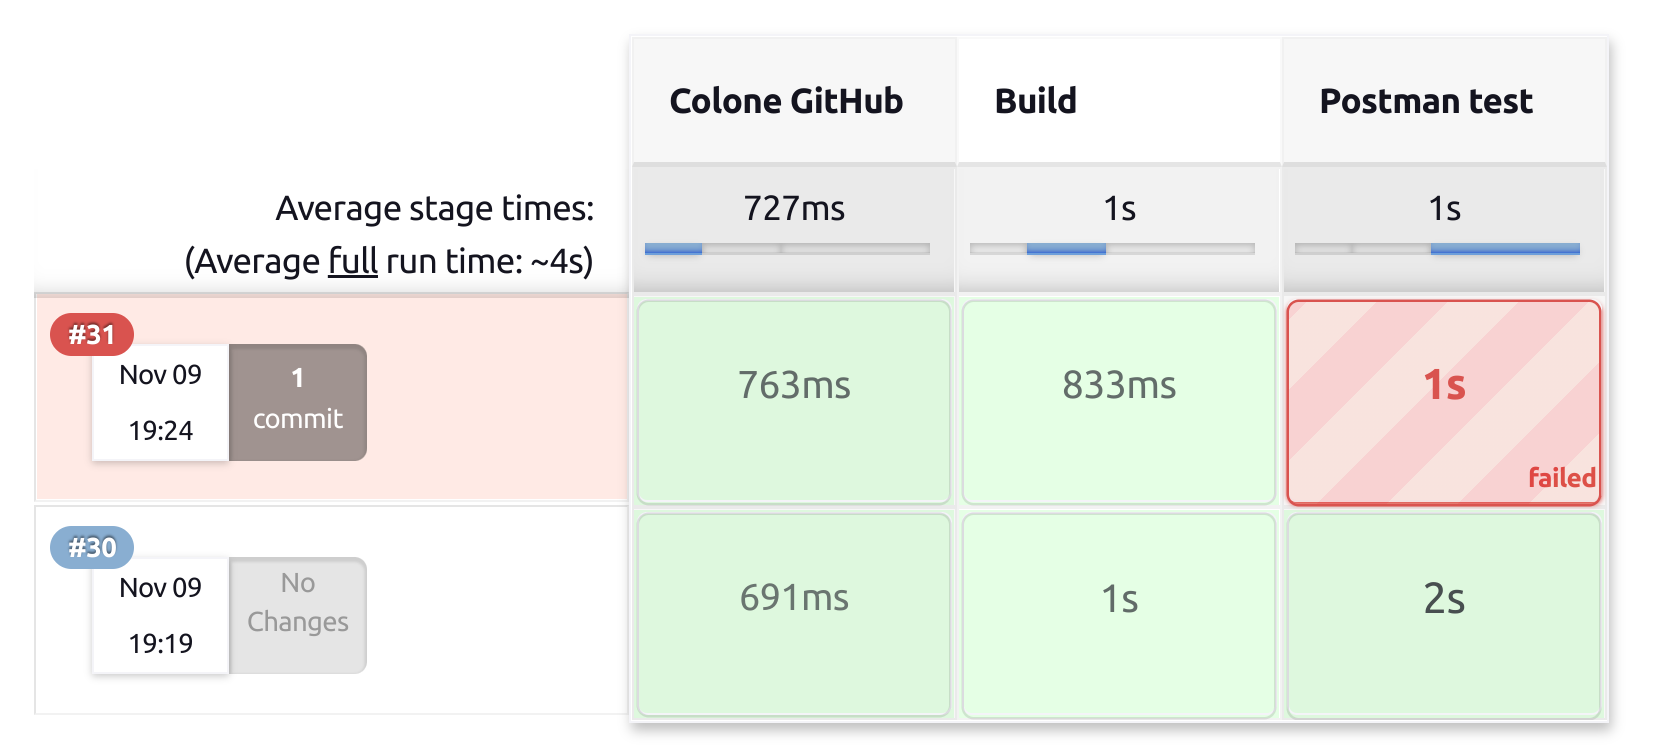 Colone GitHub Build Postman test
Average stage times: 727ms 1s 1s
(Average full run time: ~4s)
#31
Nov 09
19:24
1
commit
763ms 833ms 1s
failed
#30
Nov 09
19:19
No
Changes
691ms 1s 2s